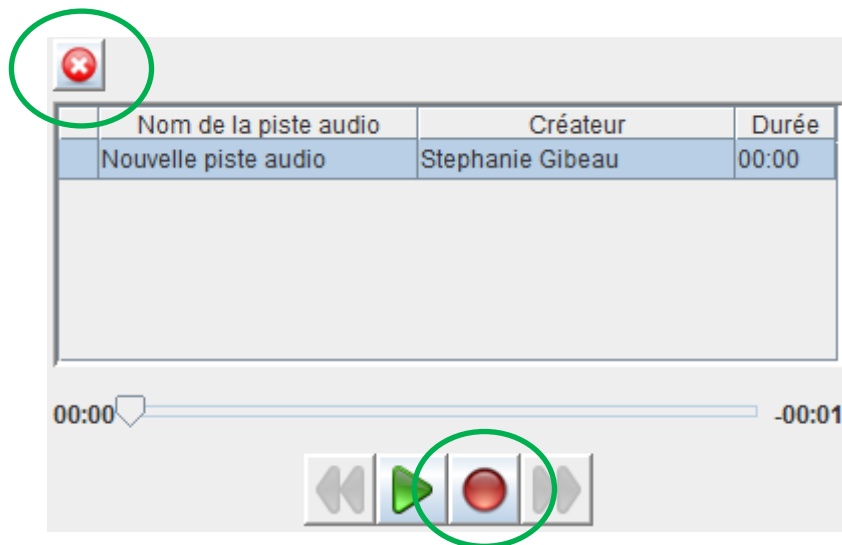 Nom de la piste audio Créateur Durée
Nouvelle piste audio Stephanie Gibeau 00:00
00:00 -00:01